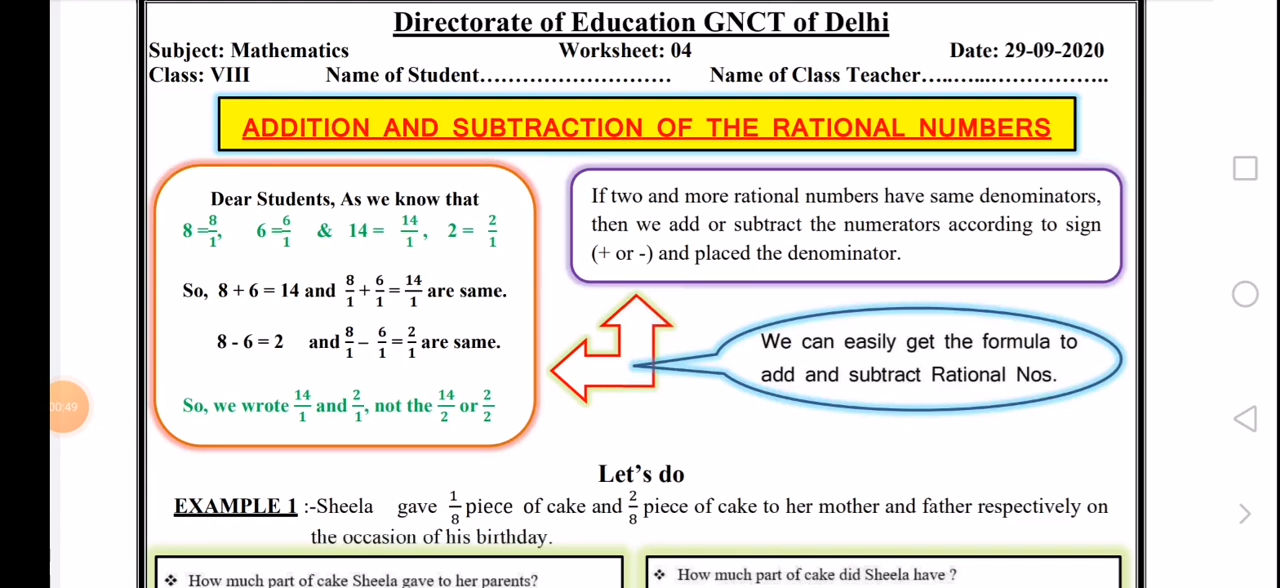 Directorate of Education GNCT of Delhi
Subject: Mathematics Worksheet: 04 Date: 29-09-2020
Class: VIII Name of Student........................... Name of Class Teacher..............................
ADDITION AND SUBTRACTION OF THE RATIONAL NUMBERS
Dear Students, As we know that
8 = 8/1, 6 = 6/1 & 14 = 14/1, 2 = 2/1
So, 8 + 6 = 14 and 8/1 + 6/1 = 14/1 are same.
8 - 6 = 2 and 8/1 − 6/1 = 2/1 are same.
So, we wrote 14/1 and 2/1, not the 14/2 or 2/2
If two and more rational numbers have same denominators,
then we add or subtract the numerators according to sign
(+ or -) and placed the denominator.
We can easily get the formula to
add and subtract Rational Nos.
00:49
Let's do
EXAMPLE 1 :-Sheela gave 1/8 piece of cake and 2/8 piece of cake to her mother and father respectively on
the occasion of his birthday.
❖ How much part of cake Sheela gave to her parents?
❖ How much part of cake did Sheela have ?